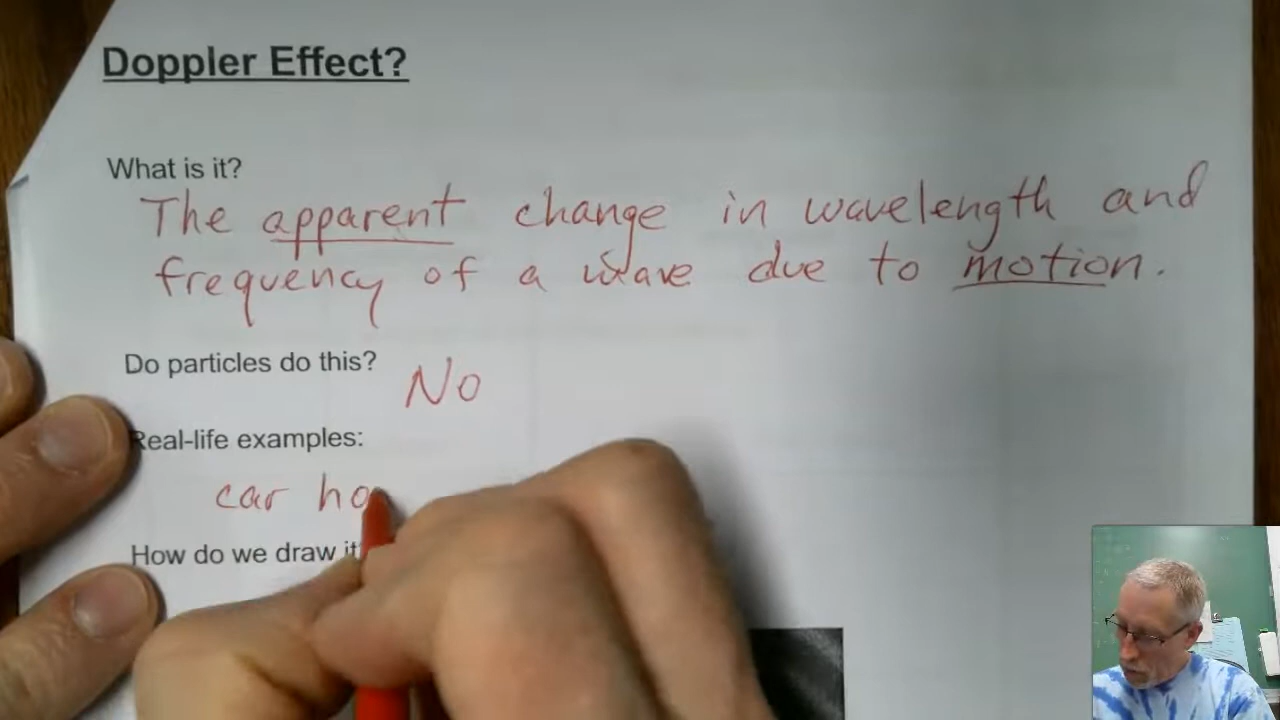 Doppler Effect?
What is it?
The apparent change in wavelength and
frequency of a wave due to motion.
Do particles do this? No
Real-life examples:
car ho
How do we draw it